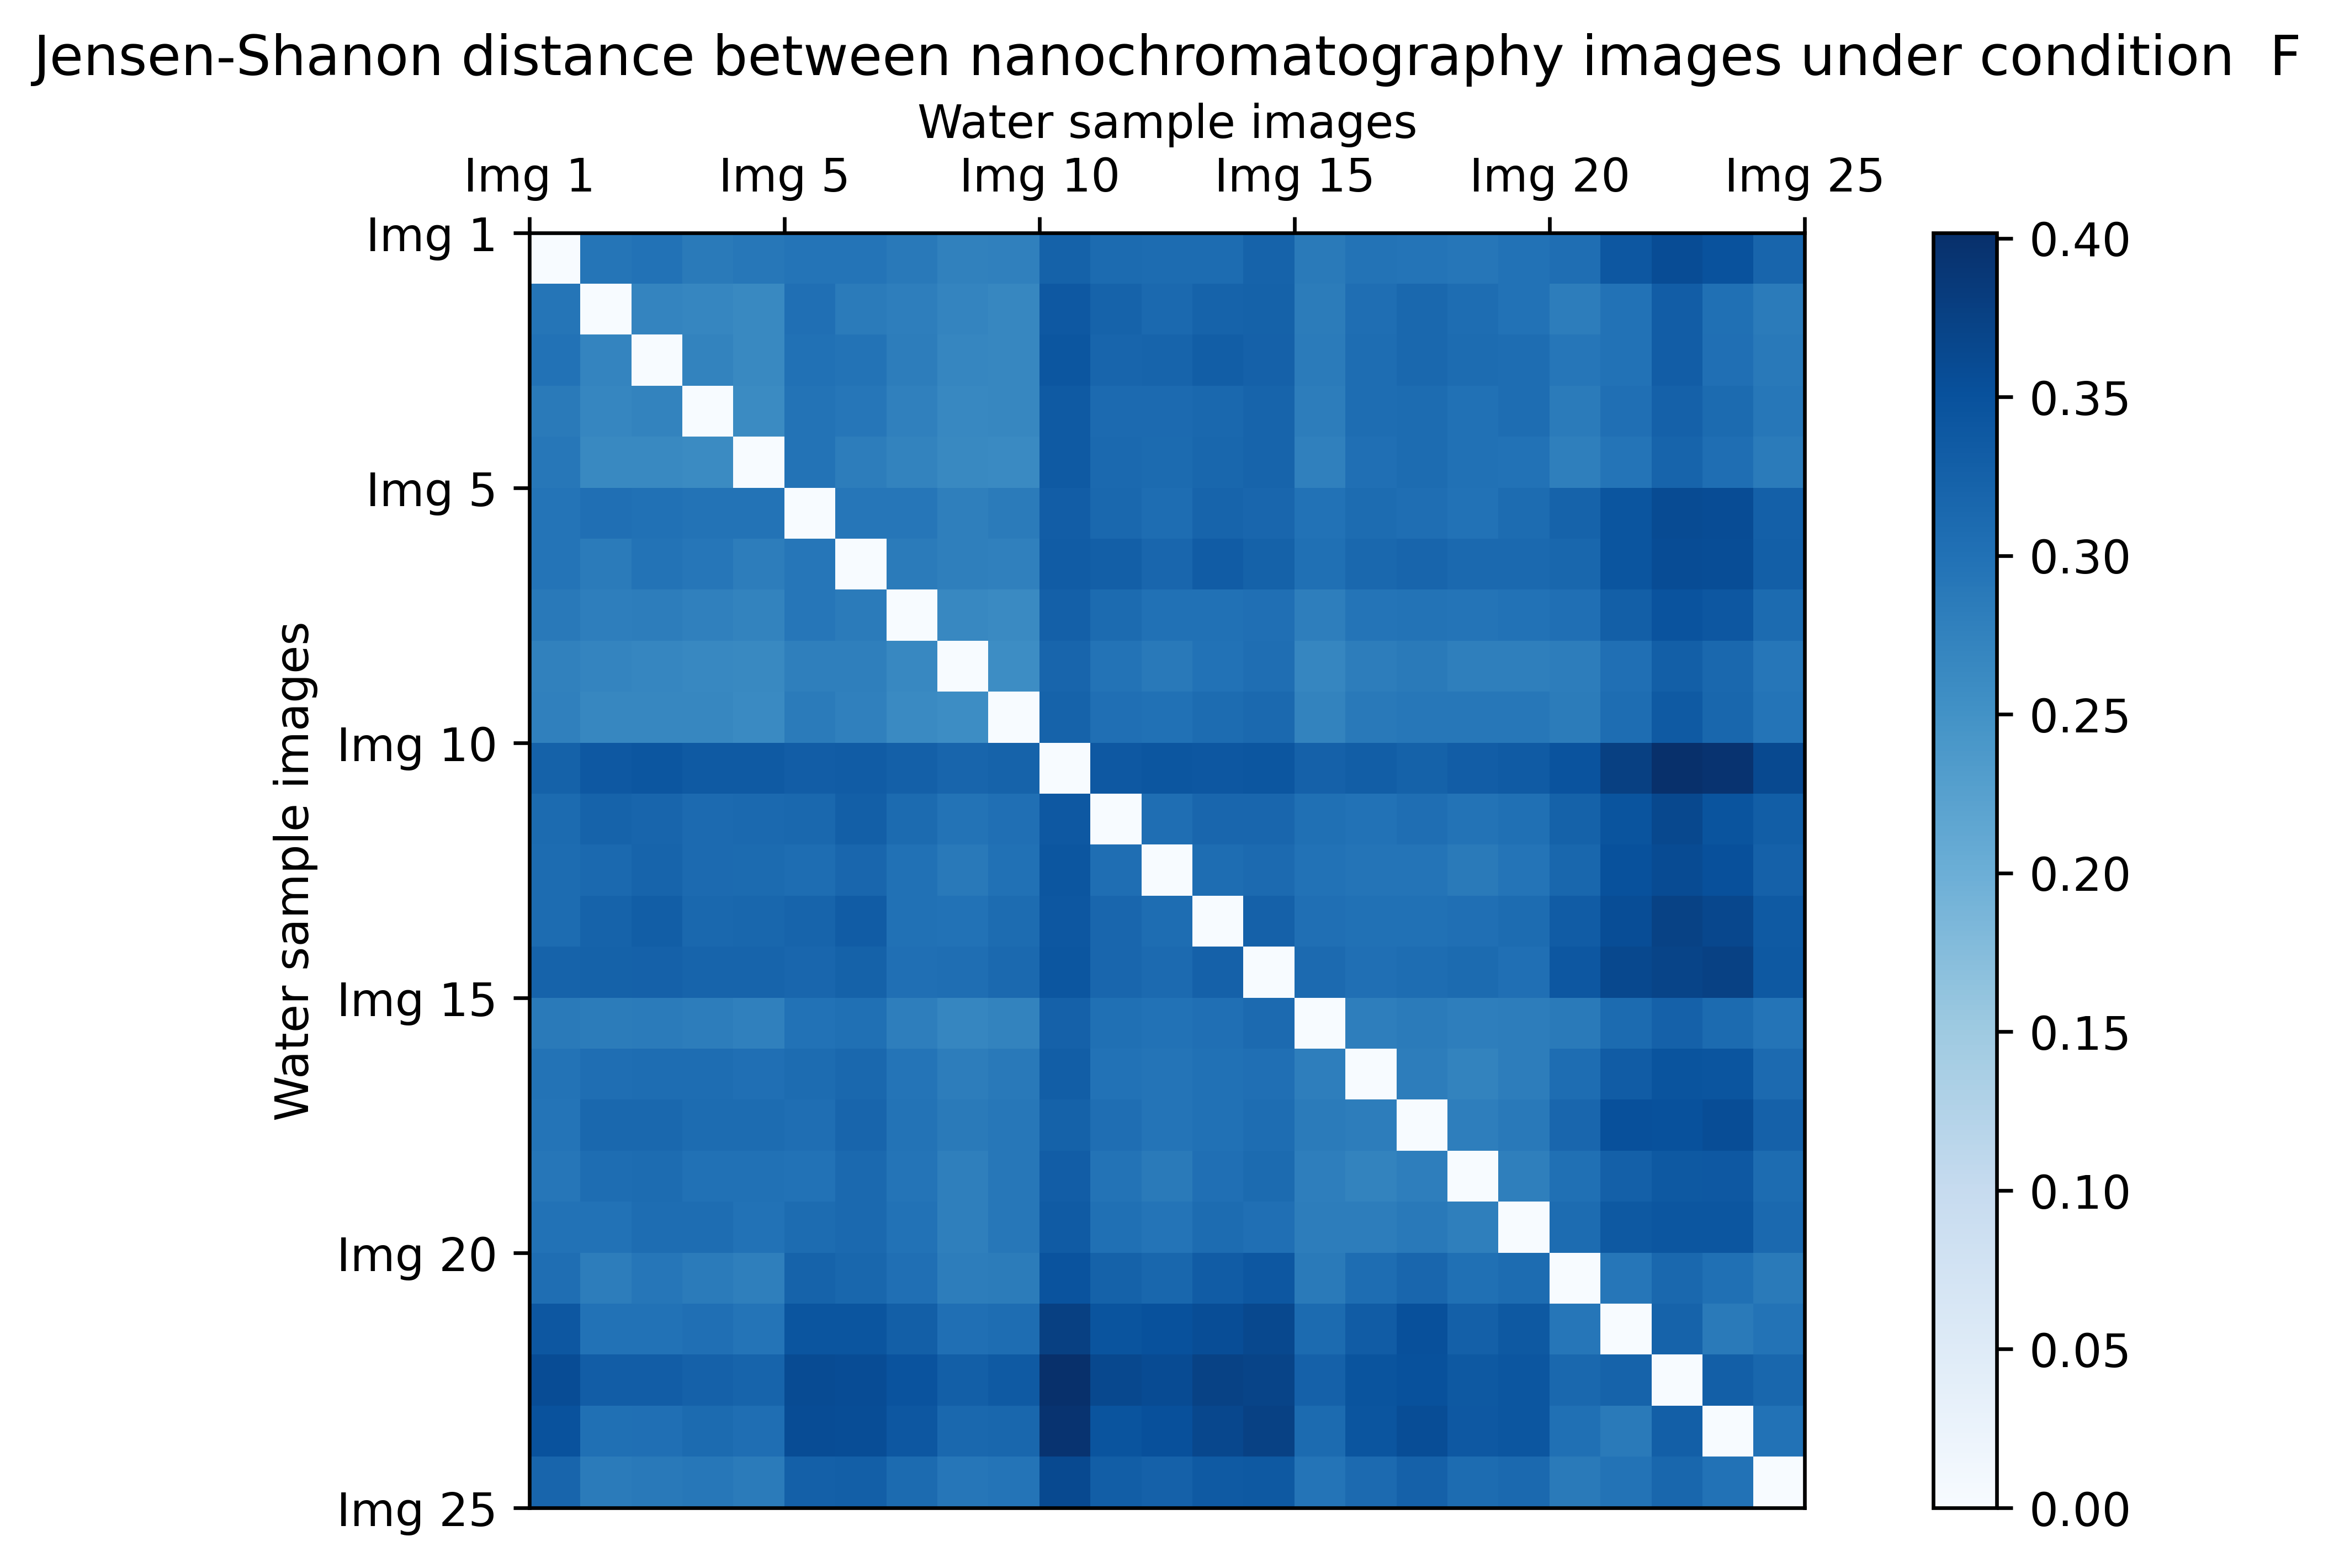 Jensen-Shanon distance between nanochromatography images under condition  F
Water sample images
Img 1
Img 5
Img 10
Img 15
Img 20
Img 25
Img 1
Img 5
Img 10
Img 15
Img 20
Img 25
Water sample images
0.40
0.35
0.30
0.25
0.20
0.15
0.10
0.05
0.00